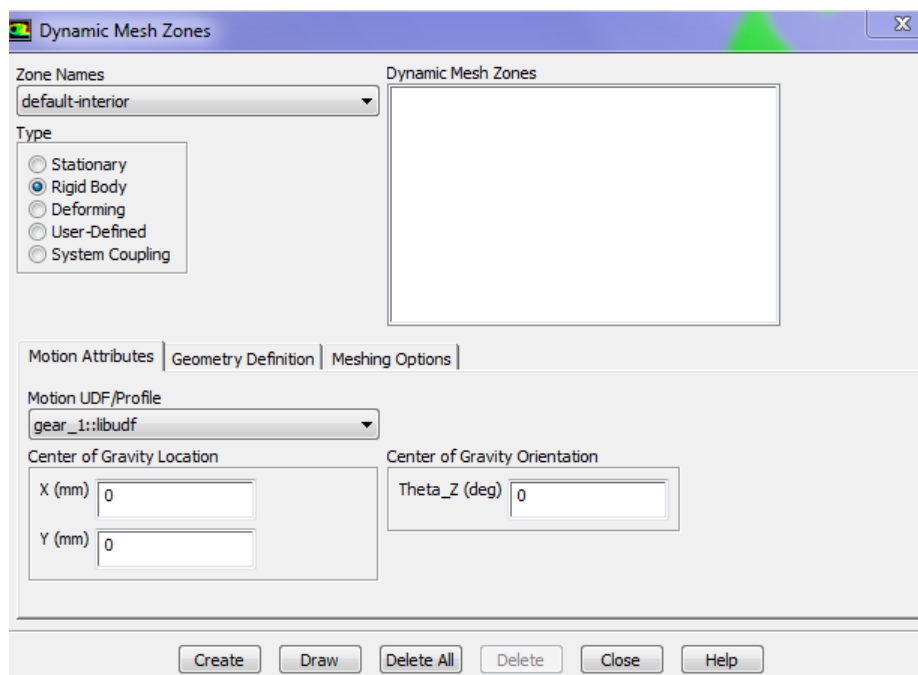 Dynamic Mesh Zones
Zone Names
default-interior
Type
Stationary
Rigid Body
Deforming
User-Defined
System Coupling
Dynamic Mesh Zones
Motion Attributes Geometry Definition Meshing Options
Motion UDF/Profile
gear_1::libudf
Center of Gravity Location
X (mm) 0
Y (mm) 0
Center of Gravity Orientation
Theta_Z (deg) 0
Create Draw Delete All Delete Close Help